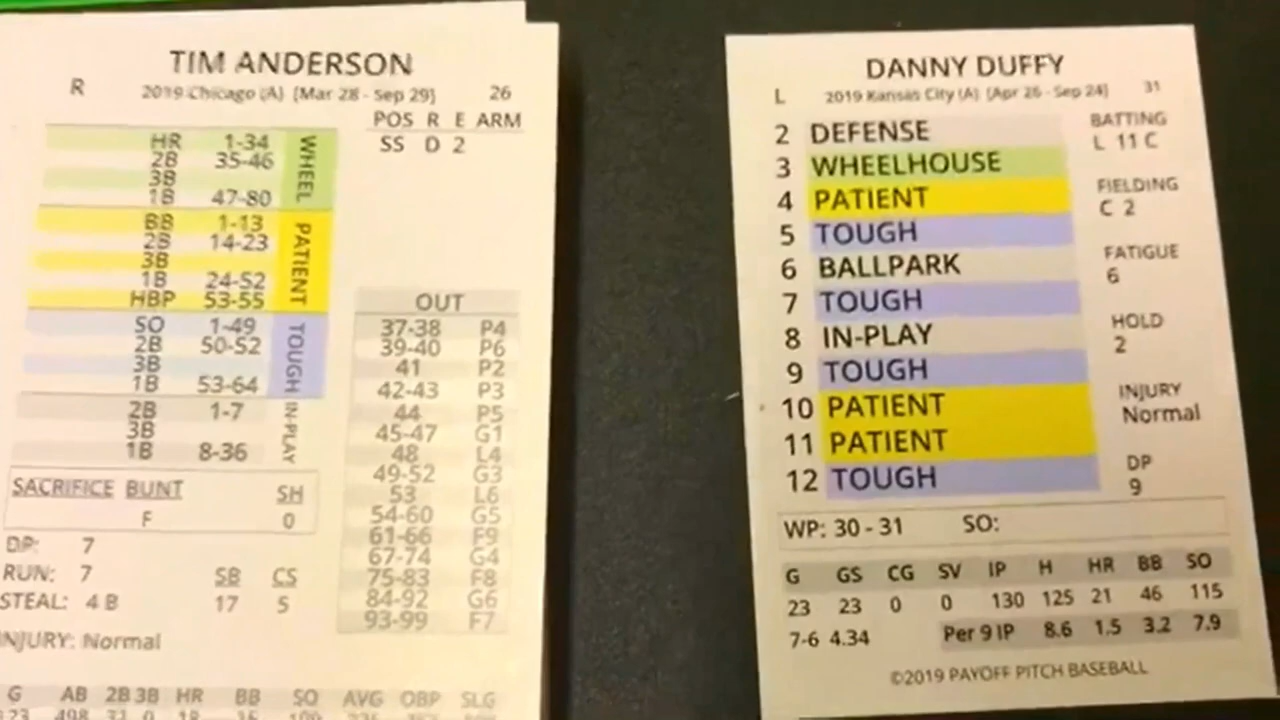 TIM ANDERSON
R 2019 Chicago (A) (Mar 28 - Sep 29) 26
POS R E ARM
SS D 2
HR 1-34
2B 35-46
3B
1B 47-80
WHEEL
BB 1-13
2B 14-23
3B
1B 24-52
HBP 53-55
PATIENT
SO 1-49
2B 50-52
3B
1B 53-64
TOUGH
2B 1-7
3B
1B 8-36
IN-PLAY
SACRIFICE BUNT SH
F 0
DP: 7
RUN: 7 SB CS
STEAL: 4 B 17 5
INJURY: Normal
OUT
37-38 P4
39-40 P6
41 P2
42-43 P3
44 P5
45-47 G1
48 L4
49-52 G3
53 L6
54-60 G5
61-66 F9
67-74 G4
75-83 F8
84-92 G6
93-99 F7
G AB 2B 3B HR BB SO AVG OBP SLG
DANNY DUFFY
L 2019 Kansas City (A) (Apr 26 - Sep 24) 31
2 DEFENSE
3 WHEELHOUSE
4 PATIENT
5 TOUGH
6 BALLPARK
7 TOUGH
8 IN-PLAY
9 TOUGH
10 PATIENT
11 PATIENT
12 TOUGH
BATTING
L 11 C
FIELDING
C 2
FATIGUE
6
HOLD
2
INJURY
Normal
DP
9
WP: 30 - 31 SO:
G GS CG SV IP H HR BB SO
23 23 0 0 130 125 21 46 115
7-6 4.34 Per 9 IP 8.6 1.5 3.2 7.9
©2019 PAYOFF PITCH BASEBALL